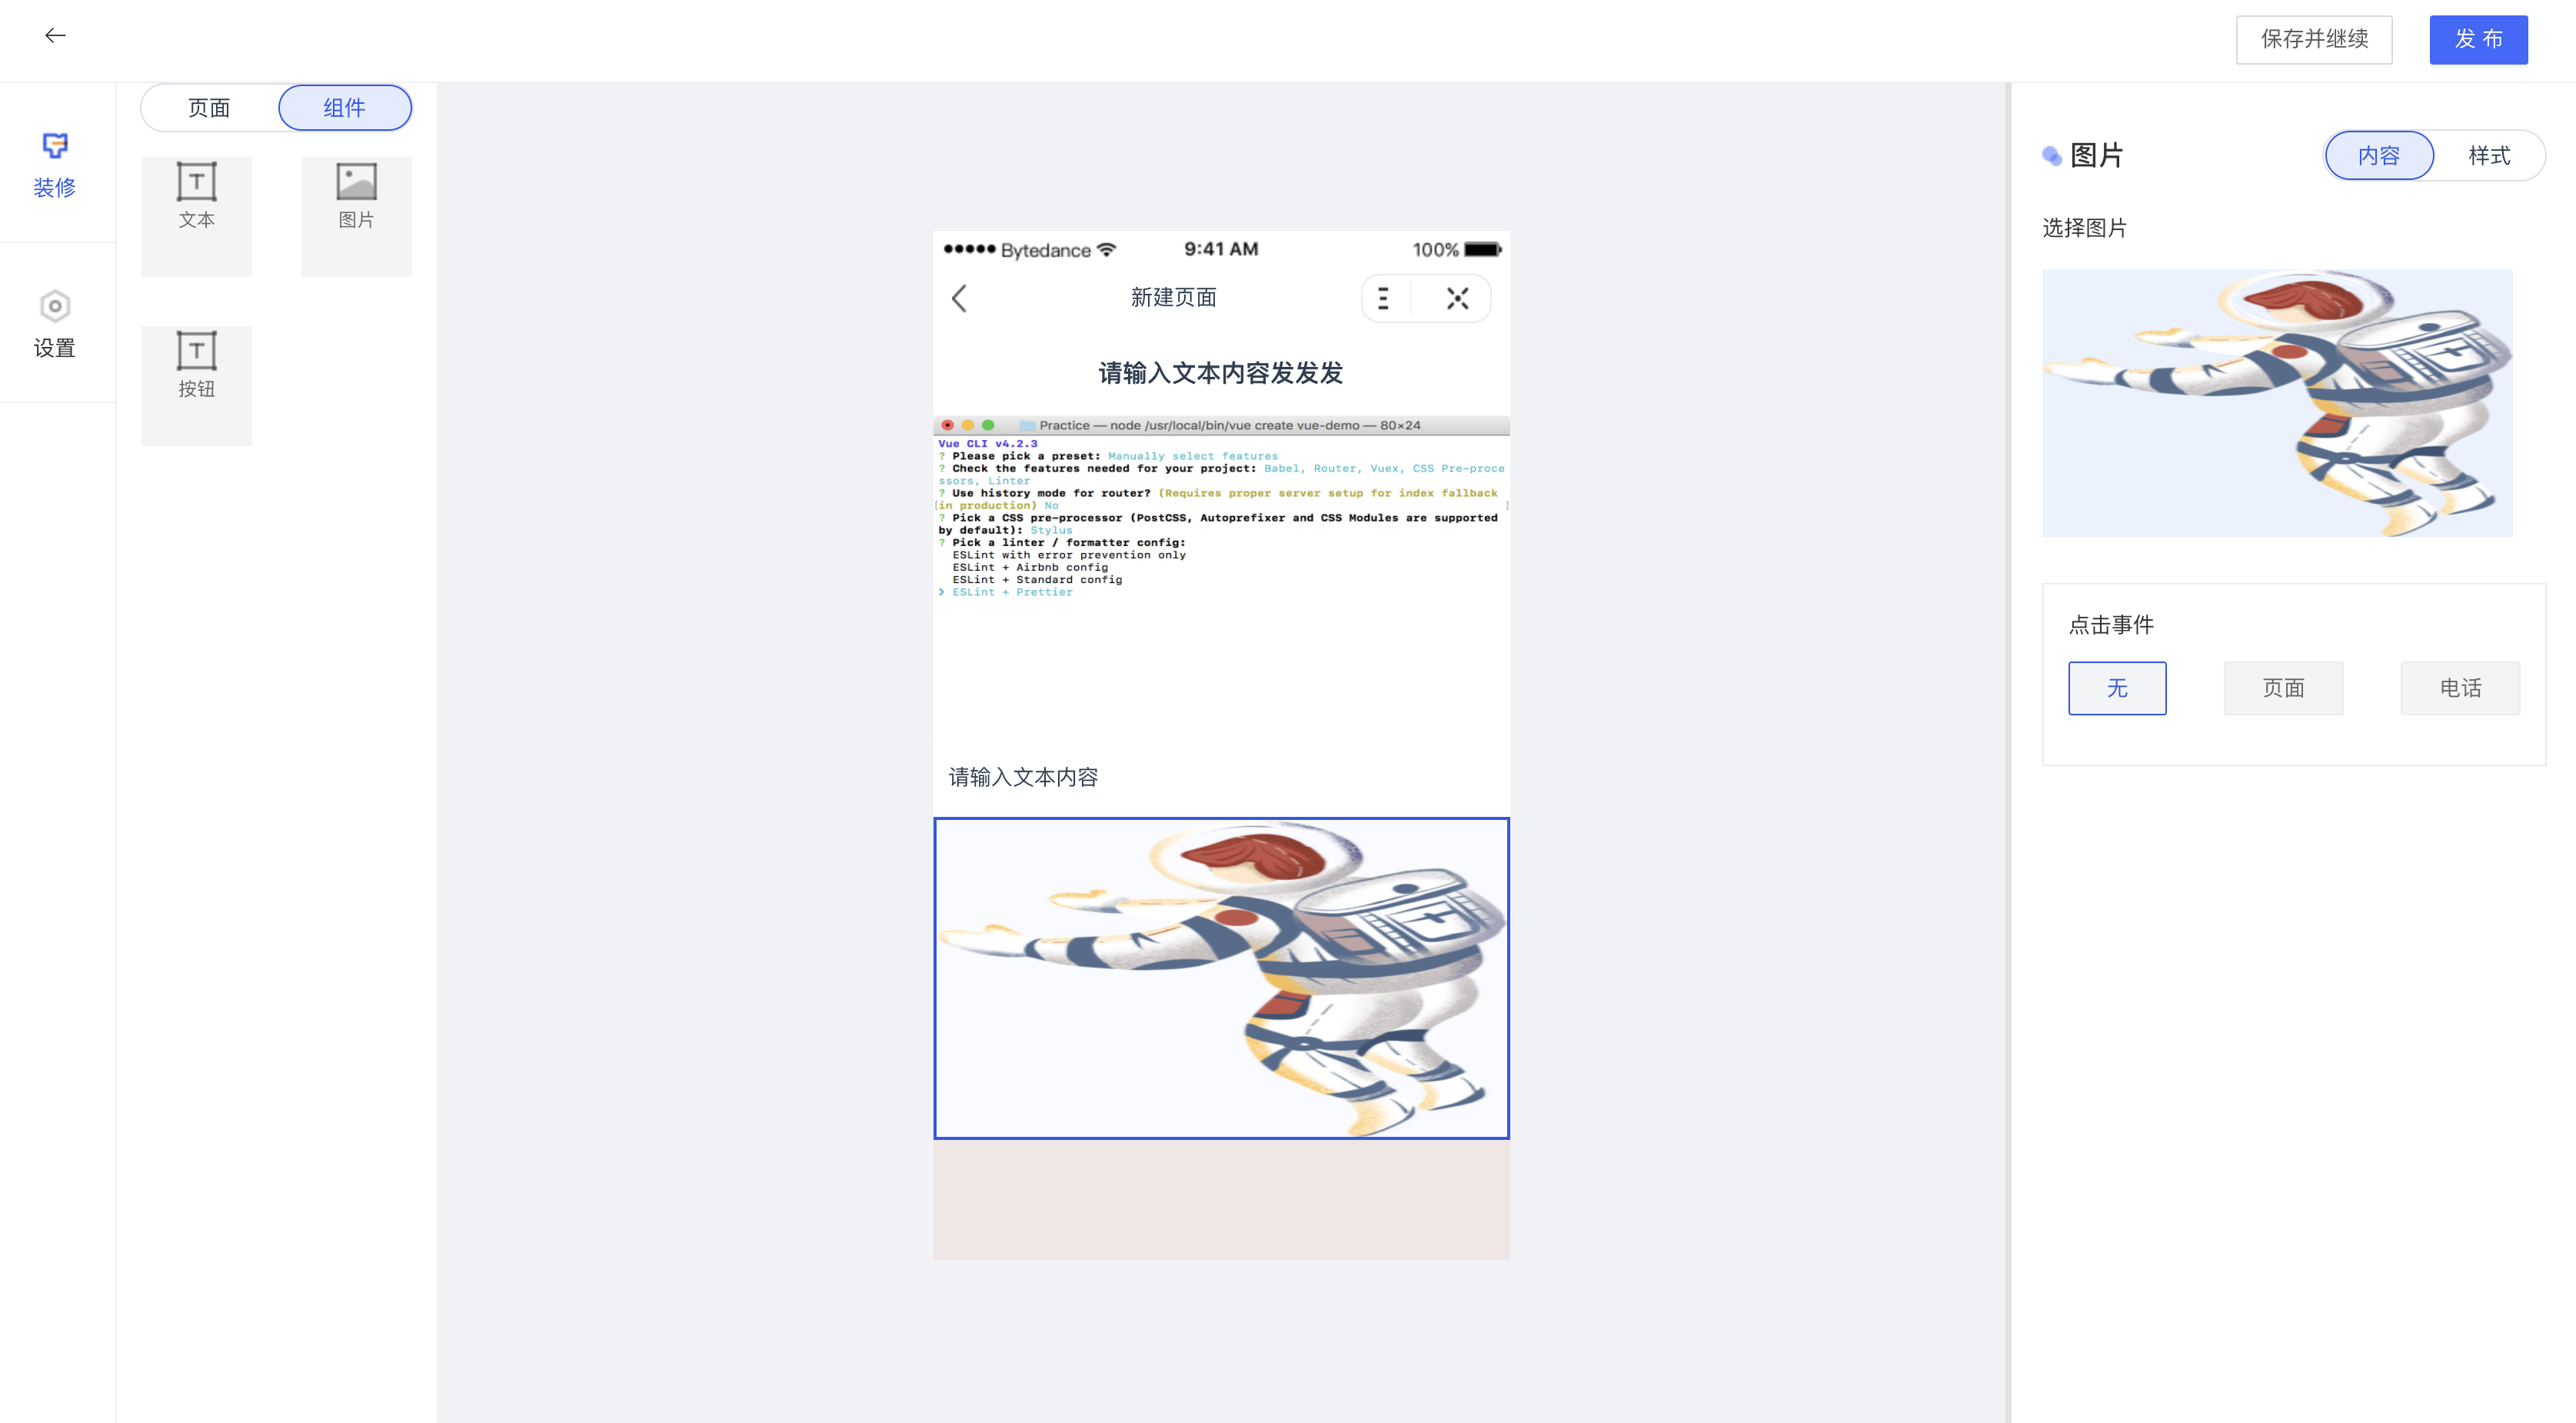 保存并继续
发 布
装修
设置
页面
组件
文本
图片
按钮
Bytedance
9:41 AM
100%
新建页面
请输入文本内容发发发
Practice — node /usr/local/bin/vue create vue-demo — 80×24
Vue CLI v4.2.3
? Please pick a preset: Manually select features
? Check the features needed for your project: Babel, Router, Vuex, CSS Pre-proce
ssors, Linter
? Use history mode for router? (Requires proper server setup for index fallback
[in production) No ]
? Pick a CSS pre-processor (PostCSS, Autoprefixer and CSS Modules are supported
by default): Stylus
? Pick a linter / formatter config:
ESLint with error prevention only
ESLint + Airbnb config
ESLint + Standard config
❯ ESLint + Prettier
请输入文本内容
图片
内容
样式
选择图片
点击事件
无
页面
电话